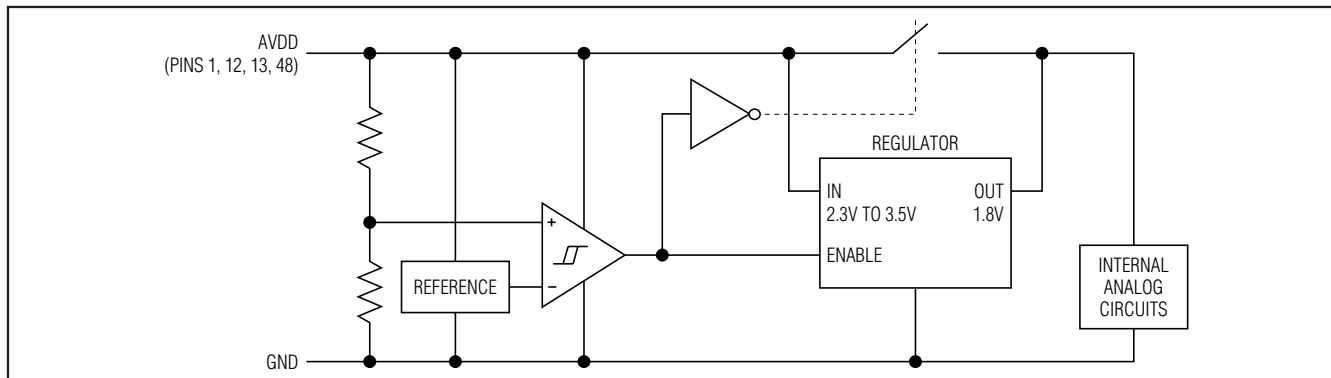 AVDD
(PINS 1, 12, 13, 48)
REGULATOR
IN
2.3V TO 3.5V
OUT
1.8V
ENABLE
+
−
REFERENCE
INTERNAL
ANALOG
CIRCUITS
GND